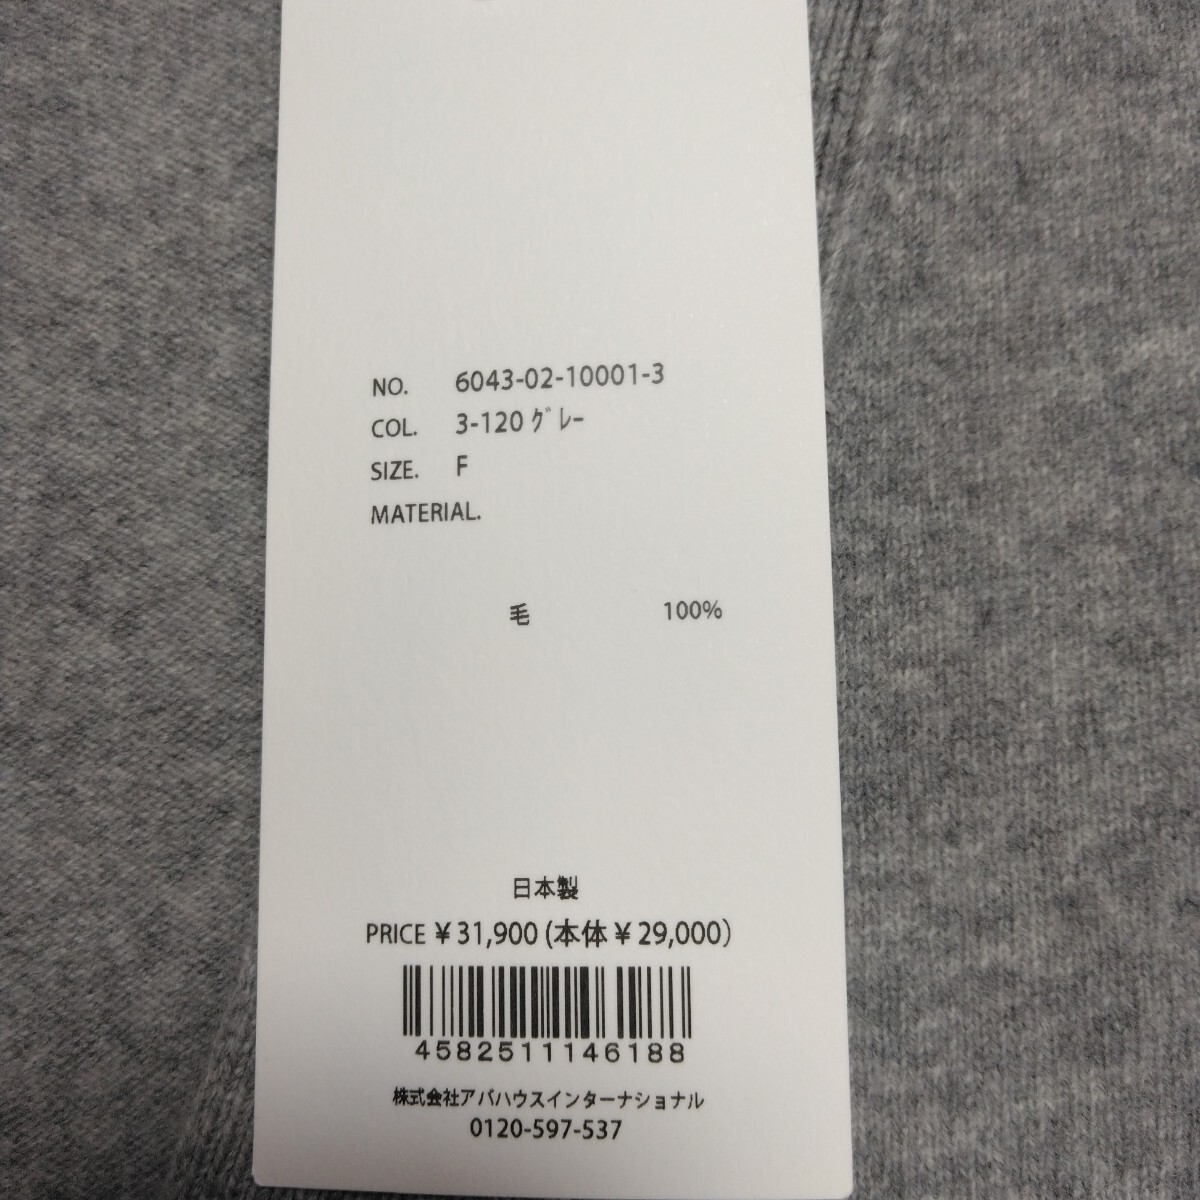 NO. 6043-02-10001-3
COL. 3-120 ｸﾞﾚｰ
SIZE. F
MATERIAL.
毛 100%
日本製
PRICE ¥31,900 (本体¥29,000)
4582511146188
株式会社アバハウスインターナショナル
0120-597-537